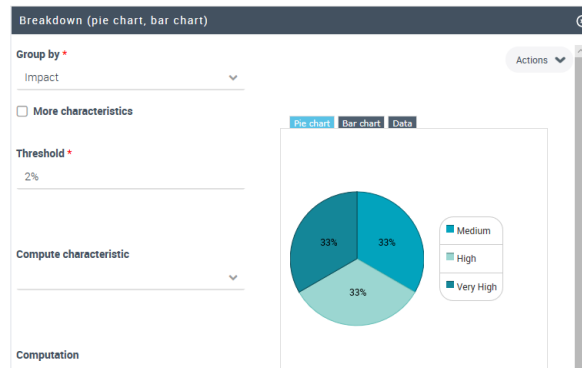 Breakdown (pie chart, bar chart)
Group by *
Impact
Actions
More characteristics
Pie chart
Bar chart
Data
Threshold *
2%
33%
33%
33%
Medium
High
Very High
Compute characteristic
Computation